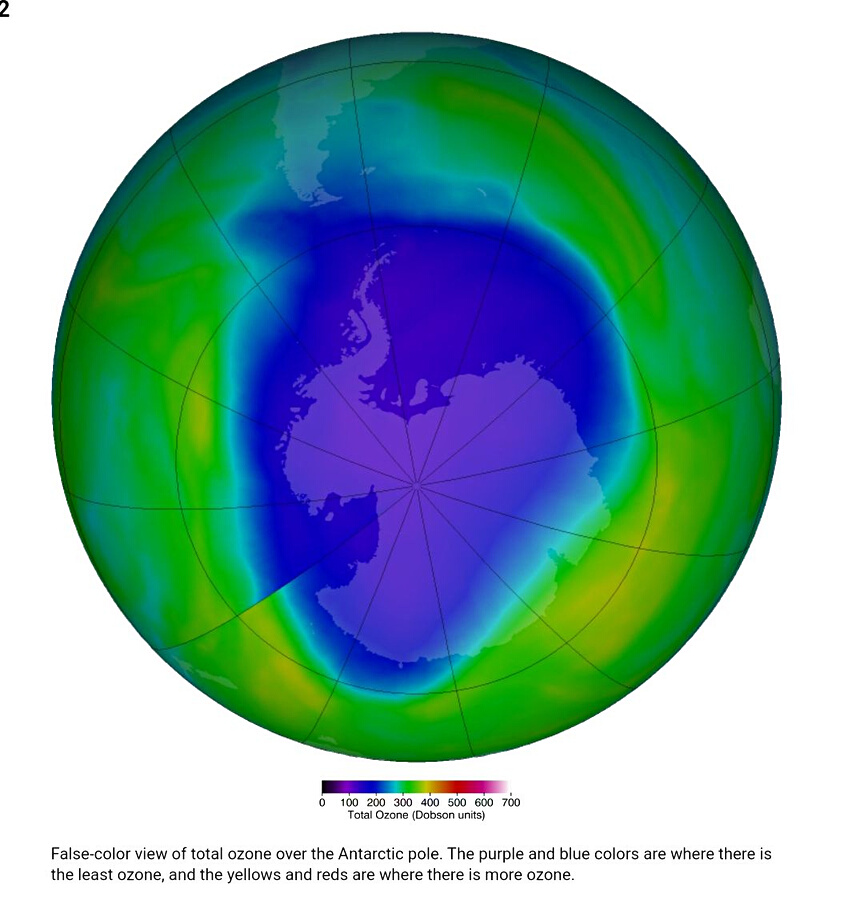 2
0 100 200 300 400 500 600 700
Total Ozone (Dobson units)
False-color view of total ozone over the Antarctic pole. The purple and blue colors are where there is
the least ozone, and the yellows and reds are where there is more ozone.